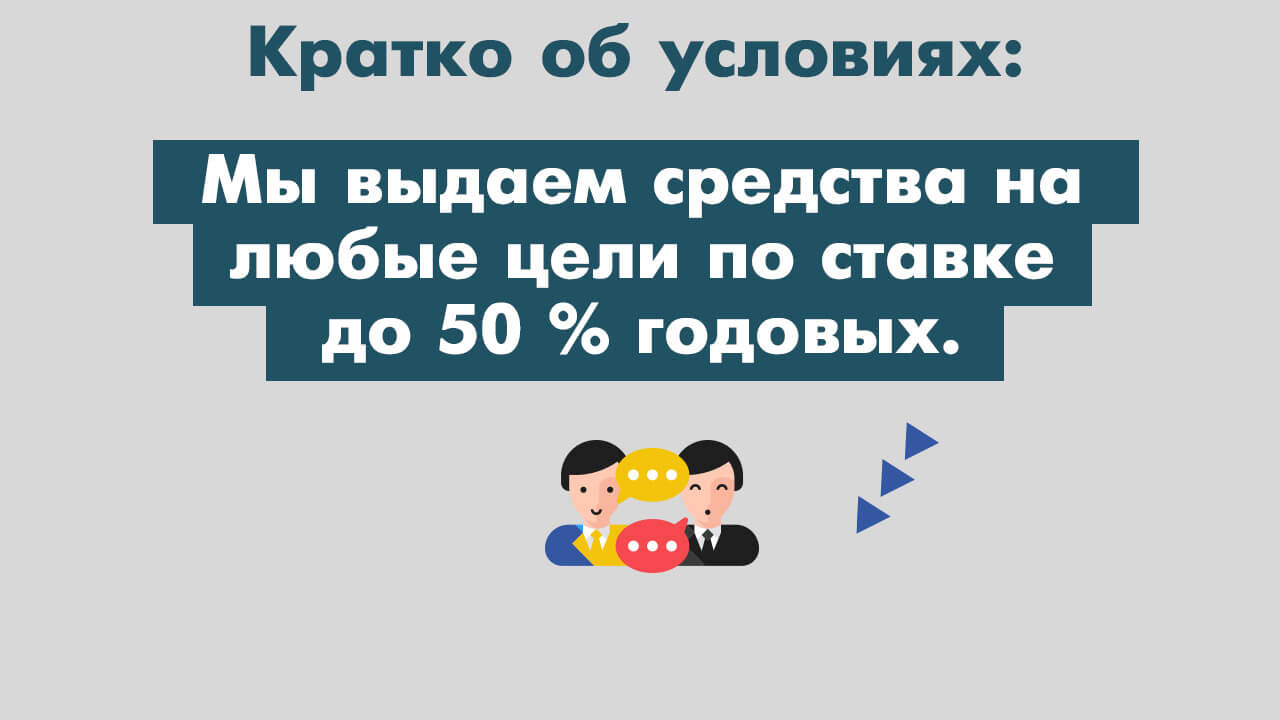 Кратко об условиях:
Мы выдаем средства на
любые цели по ставке
до 50 % годовых.